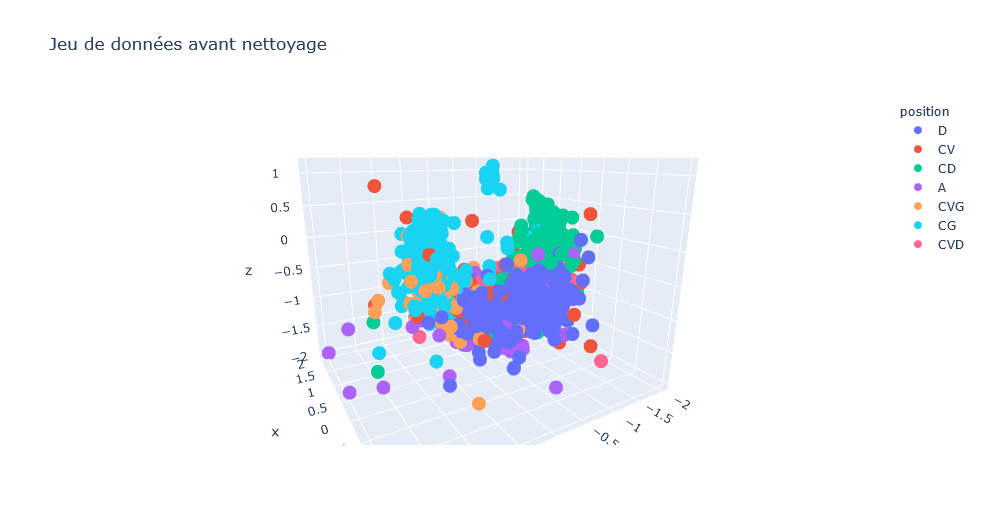 Jeu de données avant nettoyage
position
D
CV
CD
A
CVG
CG
CVD
1
0.5
0
−0.5
−1
−1.5
−2
z
2
1.5
1
0.5
0
x
−0.5
−1
−1.5
−2